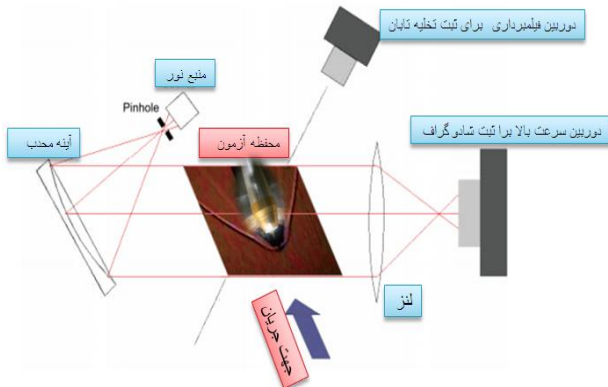 دوربین فیلمبرداری برای ثبت تخلیه تابان
منبع نور
Pinhole
آینه محدب
محفظه آزمون
دوربین سرعت بالا برا ثبت شادوگراف
لنز
جهت جریان